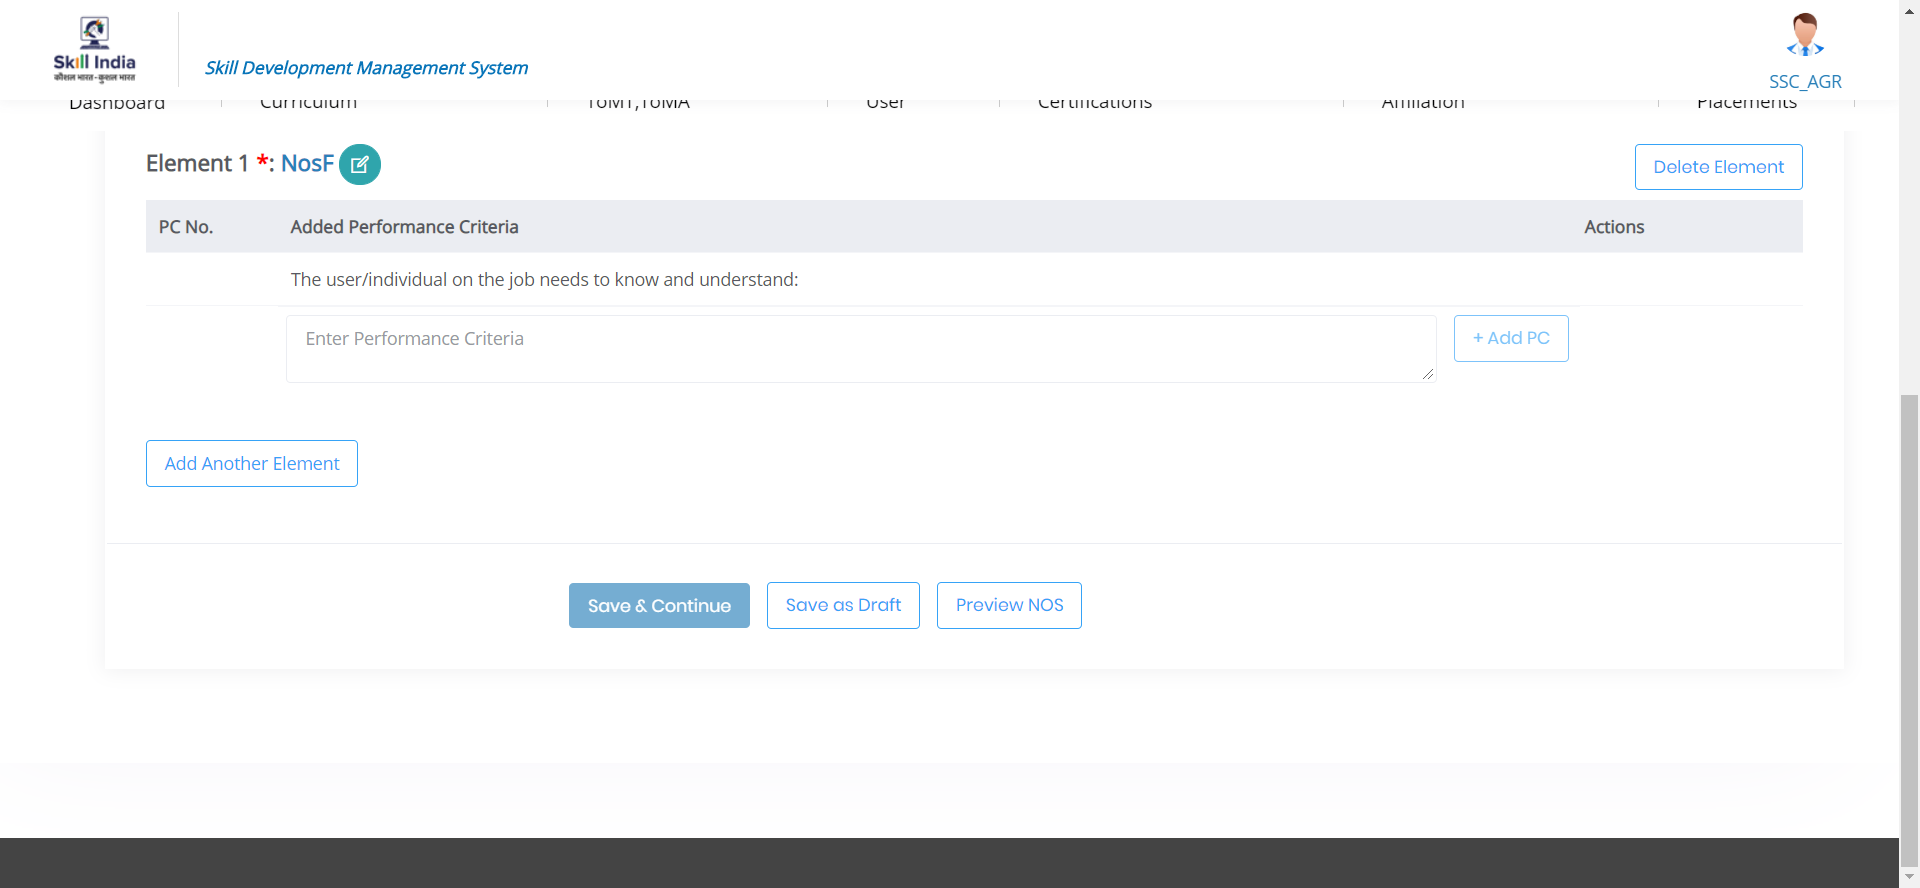 Skill India
कौशल भारत - कुशल भारत
Skill Development Management System
SSC_AGR
Dashboard
Curriculum
ToMT,ToMA
User
Certifications
Affiliation
Placements
Element 1 *: NosF
Delete Element
PC No.
Added Performance Criteria
Actions
The user/individual on the job needs to know and understand:
Enter Performance Criteria
+ Add PC
Add Another Element
Save & Continue
Save as Draft
Preview NOS